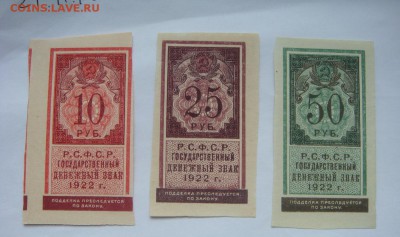 COINS.LAVE.RU
10
РУБ.
Р.С.Ф.С.Р.
ГОСУДАРСТВЕННЫЙ
ДЕНЕЖНЫЙ ЗНАК
1922 г.
ПОДДЕЛКА ПРЕСЛЕДУЕТСЯ
ПО ЗАКОНУ.
25
РУБ.
Р.С.Ф.С.Р.
ГОСУДАРСТВЕННЫЙ
ДЕНЕЖНЫЙ ЗНАК
1922 г.
ПОДДЕЛКА ПРЕСЛЕДУЕТСЯ
ПО ЗАКОНУ.
50
РУБ.
Р.С.Ф.С.Р.
ГОСУДАРСТВЕННЫЙ
ДЕНЕЖНЫЙ ЗНАК
1922 г.
ПОДДЕЛКА ПРЕСЛЕДУЕТСЯ
ПО ЗАКОНУ.